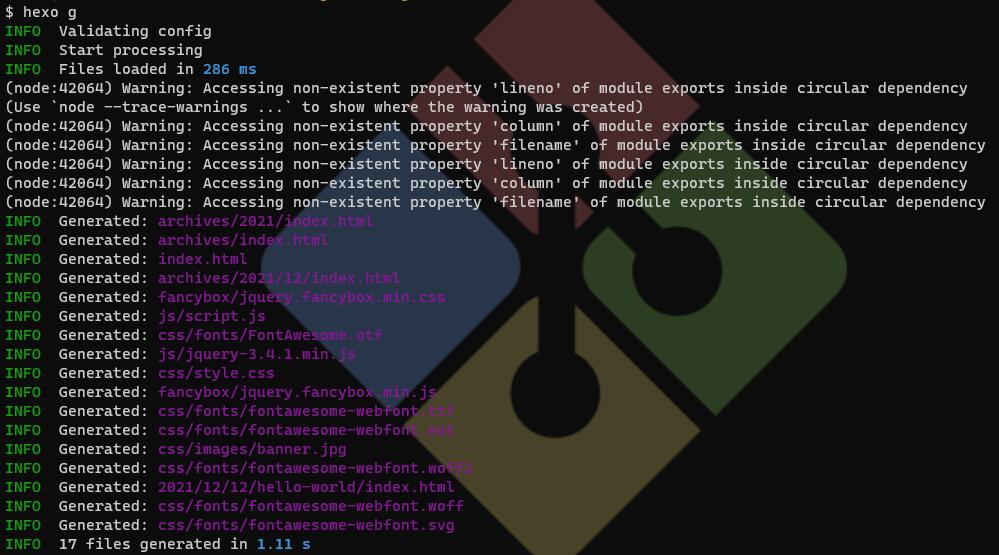 $ hexo g
INFO  Validating config
INFO  Start processing
INFO  Files loaded in 286 ms
(node:42064) Warning: Accessing non-existent property 'lineno' of module exports inside circular dependency
(Use `node --trace-warnings ...` to show where the warning was created)
(node:42064) Warning: Accessing non-existent property 'column' of module exports inside circular dependency
(node:42064) Warning: Accessing non-existent property 'filename' of module exports inside circular dependency
(node:42064) Warning: Accessing non-existent property 'lineno' of module exports inside circular dependency
(node:42064) Warning: Accessing non-existent property 'column' of module exports inside circular dependency
(node:42064) Warning: Accessing non-existent property 'filename' of module exports inside circular dependency
INFO  Generated: archives/2021/index.html
INFO  Generated: archives/index.html
INFO  Generated: index.html
INFO  Generated: archives/2021/12/index.html
INFO  Generated: fancybox/jquery.fancybox.min.css
INFO  Generated: js/script.js
INFO  Generated: css/fonts/FontAwesome.otf
INFO  Generated: js/jquery-3.4.1.min.js
INFO  Generated: css/style.css
INFO  Generated: fancybox/jquery.fancybox.min.js
INFO  Generated: css/fonts/fontawesome-webfont.ttf
INFO  Generated: css/fonts/fontawesome-webfont.eot
INFO  Generated: css/images/banner.jpg
INFO  Generated: css/fonts/fontawesome-webfont.woff2
INFO  Generated: 2021/12/12/hello-world/index.html
INFO  Generated: css/fonts/fontawesome-webfont.woff
INFO  Generated: css/fonts/fontawesome-webfont.svg
INFO  17 files generated in 1.11 s